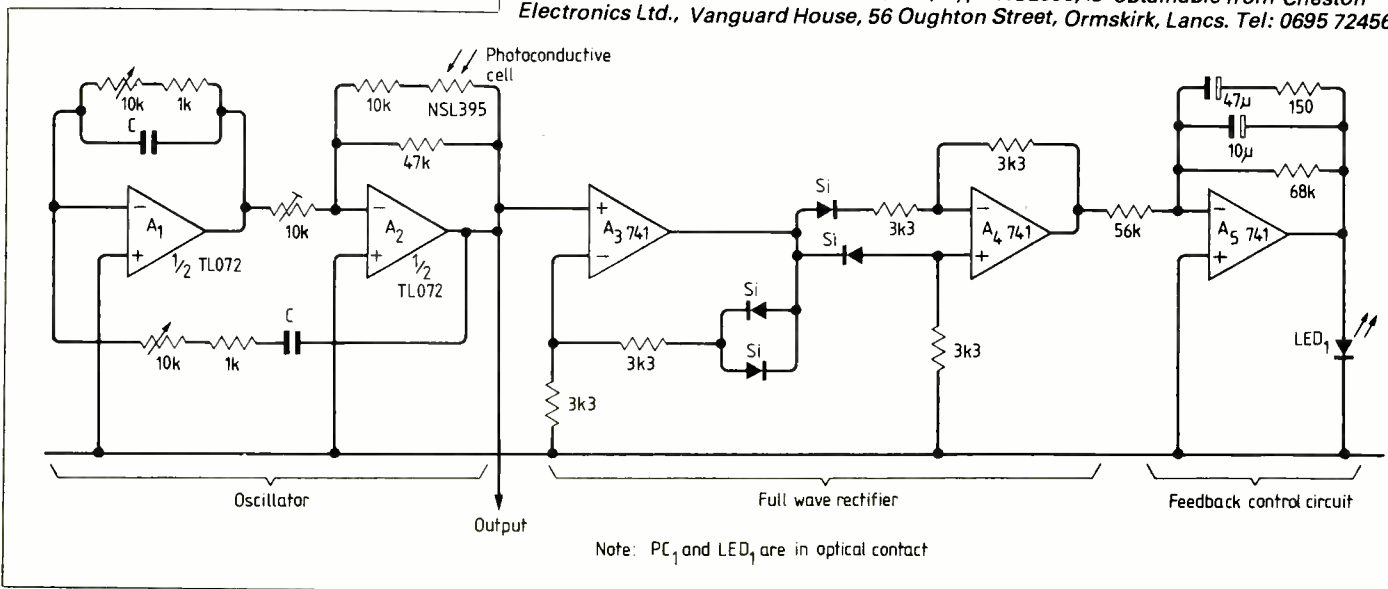 Electronics Ltd., Vanguard House, 56 Oughton Street, Ormskirk, Lancs. Tel: 0695 72456
Photoconductive
cell
10k
1k
C
10k
NSL395
47k
A1
1/2 TL072
10k
A2
1/2
TL072
10k
1k
C
A3 741
Si
3k3
Si
Si
3k3
Si
3k3
3k3
A4 741
3k3
56k
47µ
150
10µ
68k
A5 741
LED1
Oscillator
Full wave rectifier
Feedback control circuit
Output
Note: PC1 and LED1 are in optical contact